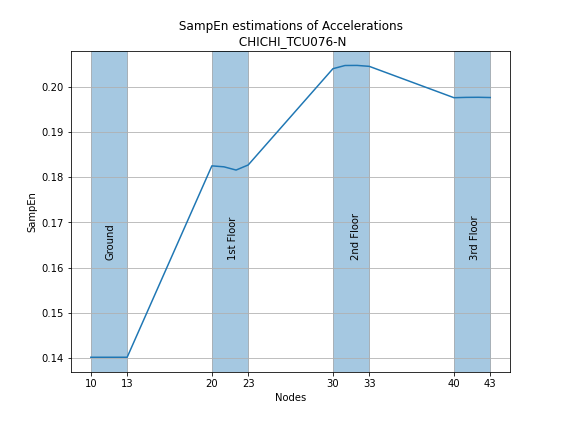 SampEn estimations of Accelerations
CHICHI_TCU076-N
SampEn
0.20
0.19
0.18
0.17
0.16
0.15
0.14
Ground
1st Floor
2nd Floor
3rd Floor
10 13 20 23 30 33 40 43
Nodes